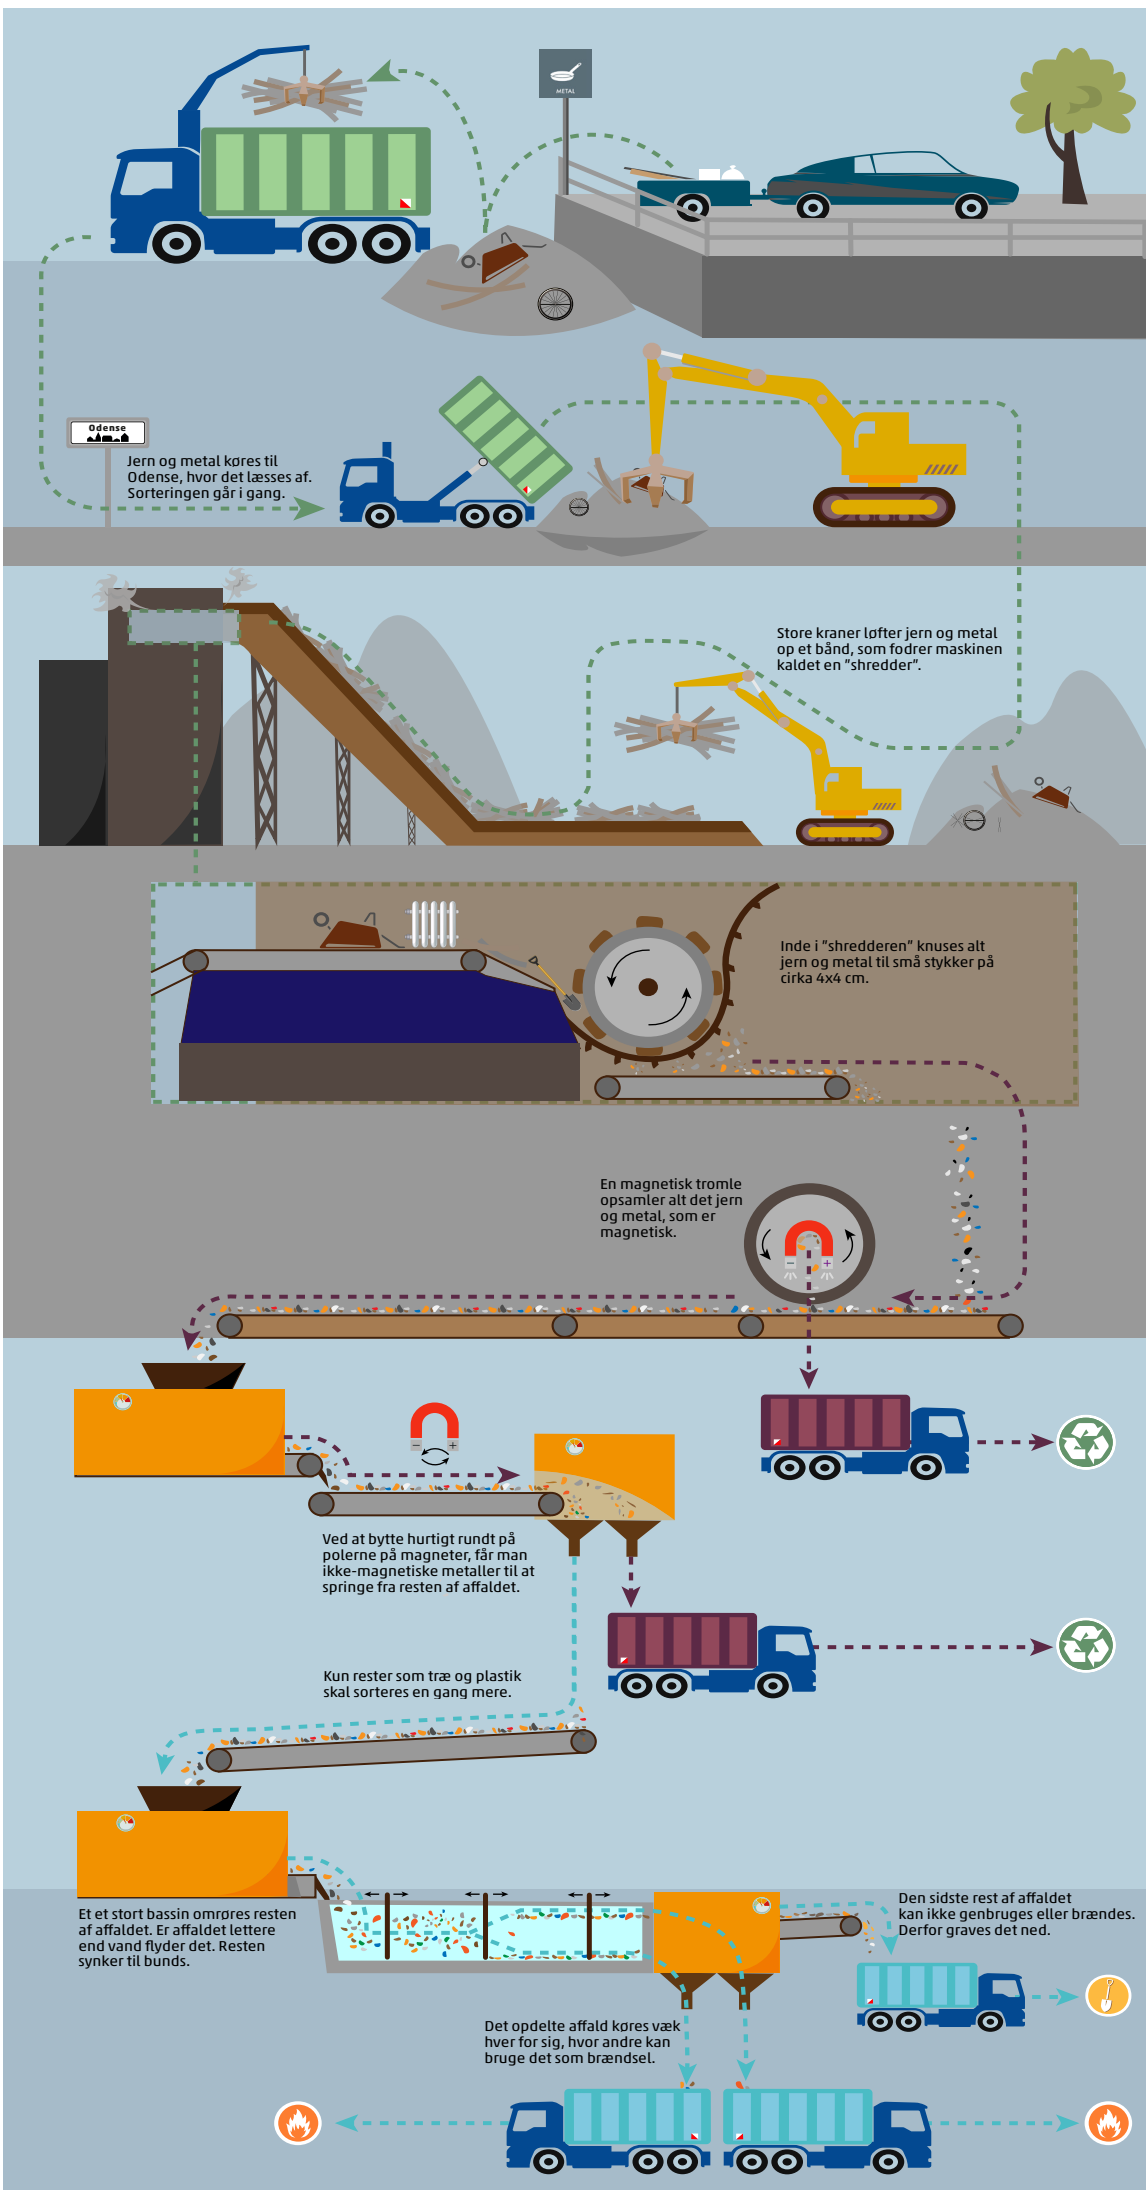 METAL
Odense
Jern og metal køres til
Odense, hvor det læsses af.
Sorteringen går i gang.
Store kraner løfter jern og metal
op et bånd, som fodrer maskinen
kaldet en ”shredder”.
Inde i ”shredderen” knuses alt
jern og metal til små stykker på
cirka 4x4 cm.
En magnetisk tromle
opsamler alt det jern
og metal, som er
magnetisk.
− +
− +
Ved at bytte hurtigt rundt på
polerne på magneter, får man
ikke-magnetiske metaller til at
springe fra resten af affaldet.
Kun rester som træ og plastik
skal sorteres en gang mere.
Et et stort bassin omrøres resten
af affaldet. Er affaldet lettere
end vand flyder det. Resten
synker til bunds.
Den sidste rest af affaldet
kan ikke genbruges eller brændes.
Derfor graves det ned.
Det opdelte affald køres væk
hver for sig, hvor andre kan
bruge det som brændsel.